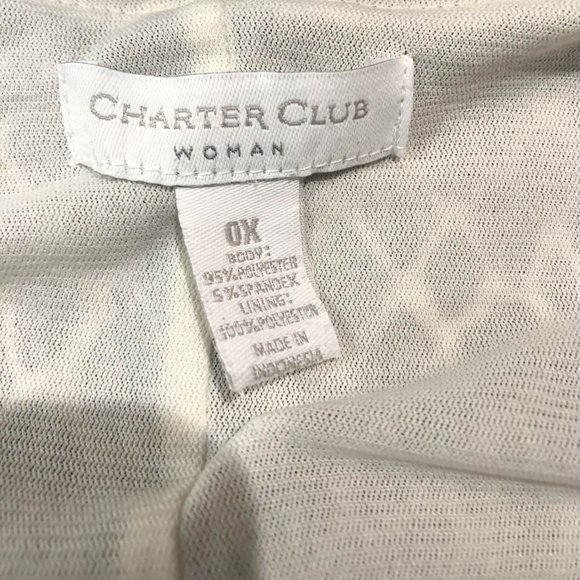 CHARTER CLUB
WOMAN
0X
BODY:
95%POLYESTER
5%SPANDEX
LINING:
100%POLYESTER
MADE IN
INDONESIA